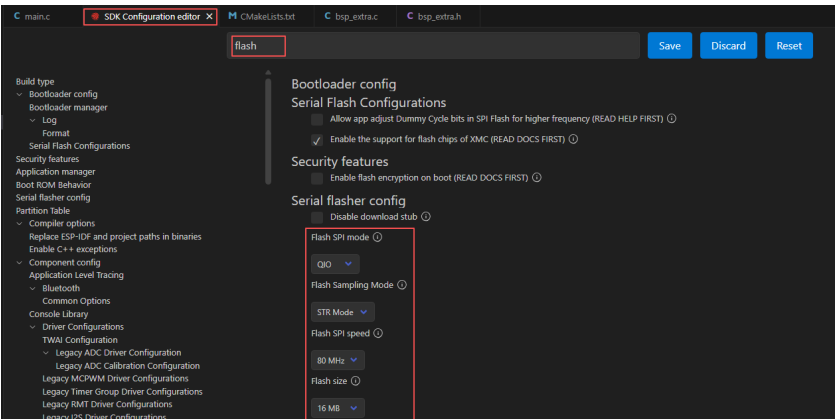 C main.c
SDK Configuration editor X
M CMakeLists.txt
C bsp_extra.c
C bsp_extra.h
flash
Save
Discard
Reset
Build type
Bootloader config
Bootloader manager
Log
Format
Serial Flash Configurations
Security features
Application manager
Boot ROM Behavior
Serial flasher config
Partition Table
Compiler options
Replace ESP-IDF and project paths in binaries
Enable C++ exceptions
Component config
Application Level Tracing
Bluetooth
Common Options
Console Library
Driver Configurations
TWAI Configuration
Legacy ADC Driver Configuration
Legacy ADC Calibration Configuration
Legacy MCPWM Driver Configurations
Legacy Timer Group Driver Configurations
Legacy RMT Driver Configurations
Legacy I2S Driver Configurations
Bootloader config
Serial Flash Configurations
Allow app adjust Dummy Cycle bits in SPI Flash for higher frequency (READ HELP FIRST)
Enable the support for flash chips of XMC (READ DOCS FIRST)
Security features
Enable flash encryption on boot (READ DOCS FIRST)
Serial flasher config
Disable download stub
Flash SPI mode
QIO
Flash Sampling Mode
STR Mode
Flash SPI speed
80 MHz
Flash size
16 MB